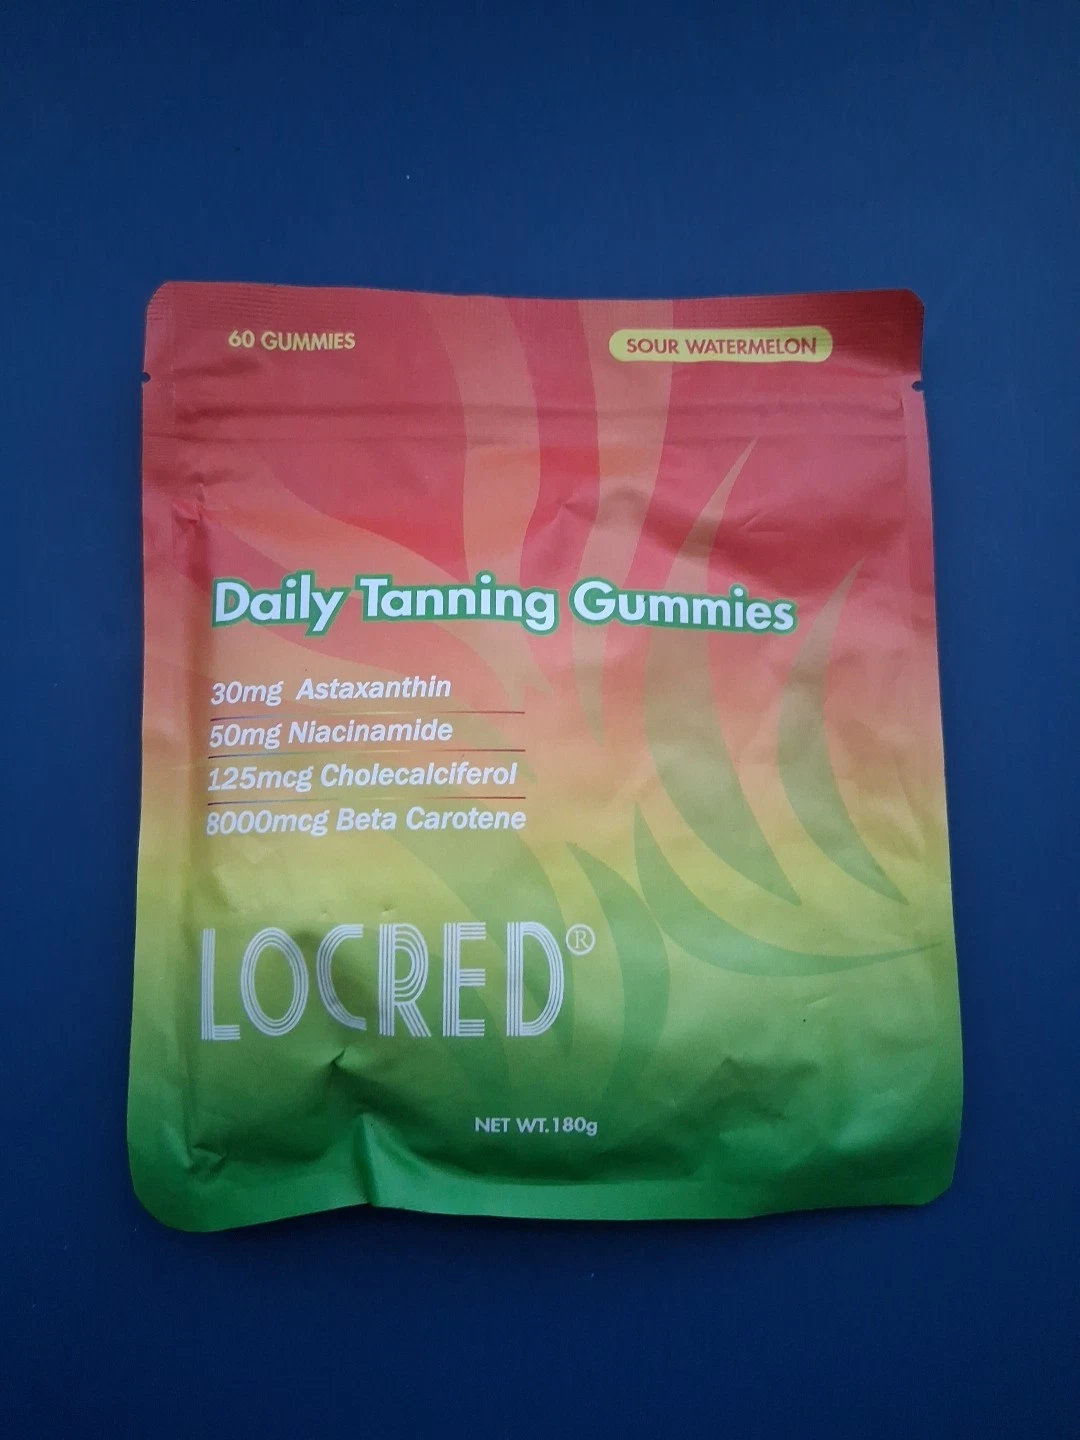 60 GUMMIES
SOUR WATERMELON
Daily Tanning Gummies
30mg Astaxanthin
50mg Niacinamide
125mcg Cholecalciferol
8000mcg Beta Carotene
LOCRED®
NET WT.180g